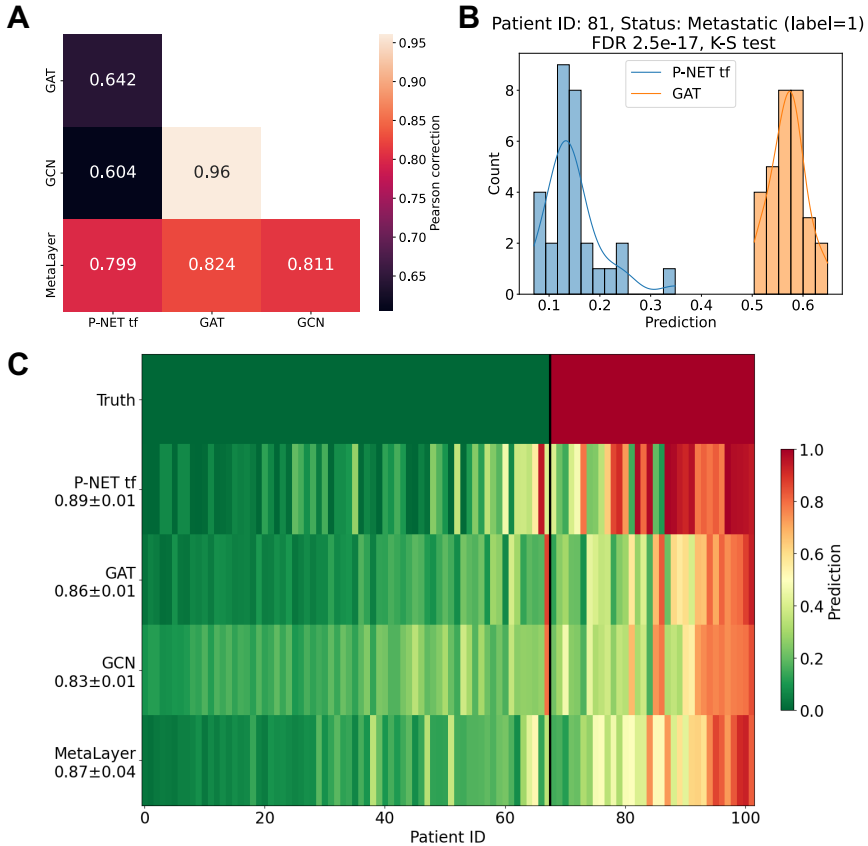 A
GAT
GCN
MetaLayer
0.642
0.604
0.96
0.799
0.824
0.811
P-NET tf
GAT
GCN
0.95
0.90
0.85
0.80
0.75
0.70
0.65
Pearson correction
B
Patient ID: 81, Status: Metastatic (label=1)
FDR 2.5e-17, K-S test
P-NET tf
GAT
Count
8
6
4
2
0
0.1
0.2
0.3
0.4
0.5
0.6
Prediction
C
Truth
P-NET tf
0.89±0.01
GAT
0.86±0.01
GCN
0.83±0.01
MetaLayer
0.87±0.04
0
20
40
60
80
100
Patient ID
1.0
0.8
0.6
0.4
0.2
0.0
Prediction